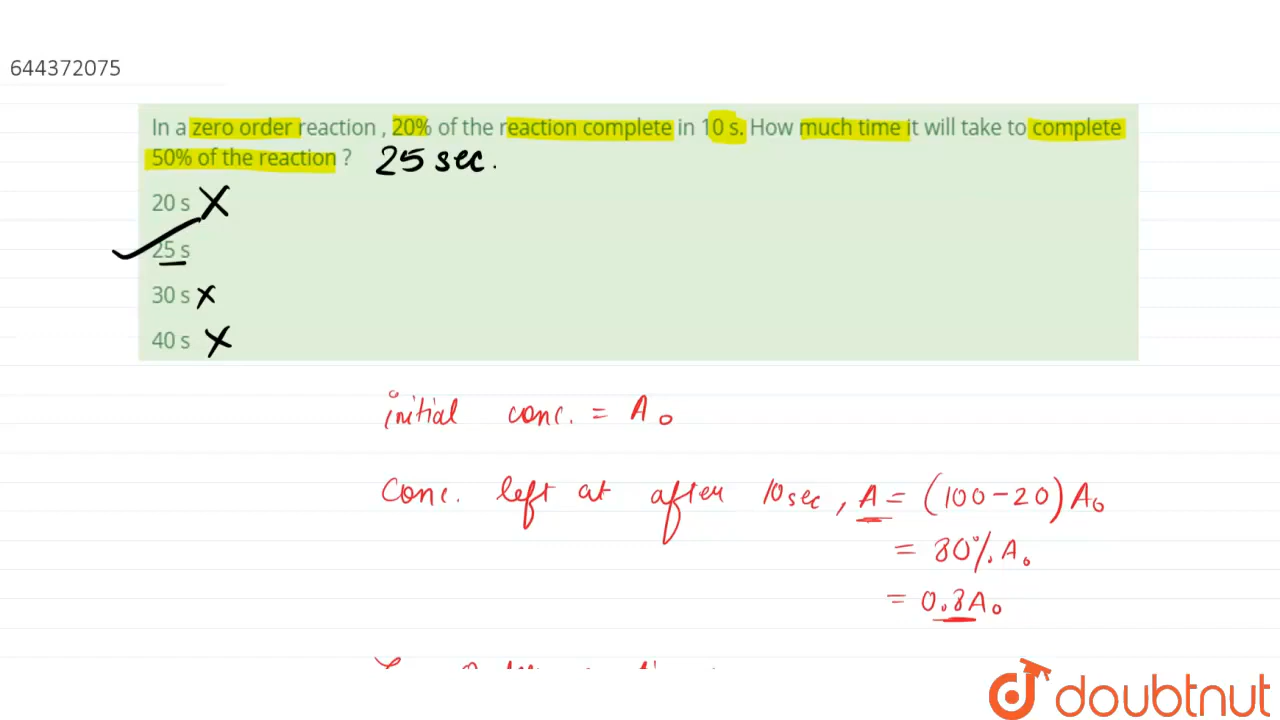 644372075
In a zero order reaction , 20% of the reaction complete in 10 s. How much time it will take to complete
50% of the reaction ? 25 sec.
20 s X
25 s
30 s x
40 s X
initial conc. = A₀
Conc. left at after 10 sec, A = (100-20) A₀
= 80% A₀
= 0.8A₀
doubtnut